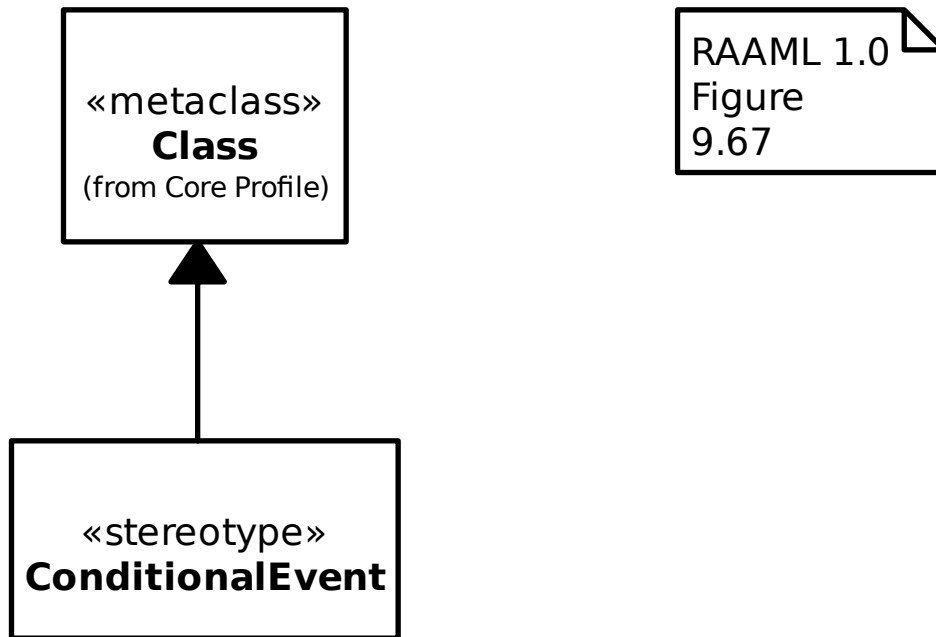 «metaclass»
Class
(from Core Profile)
RAAML 1.0
Figure
9.67
«stereotype»
ConditionalEvent